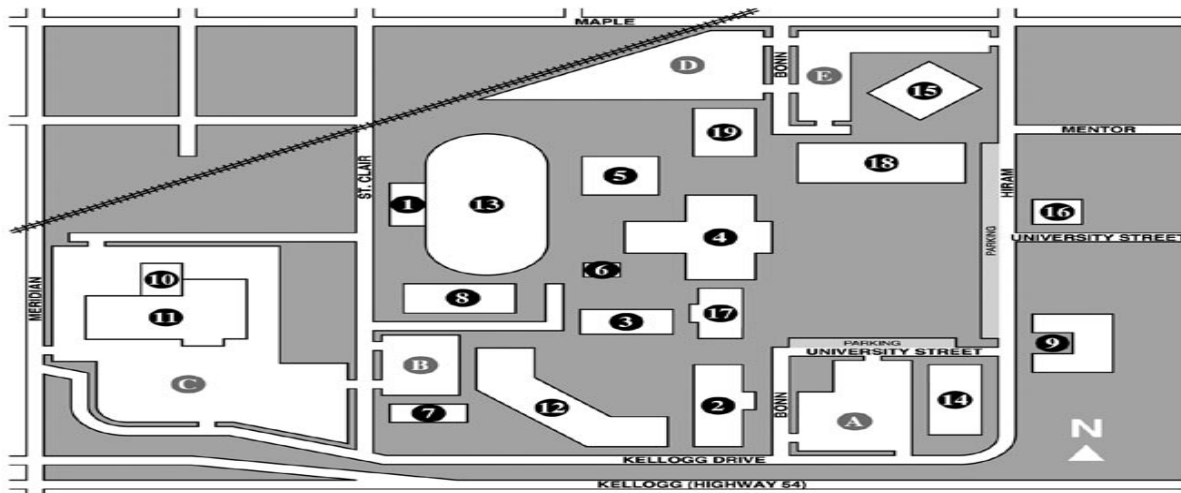 MAPLE
D
BONN
E
15
19
MENTOR
ST. CLAIR
5
18
HIRAM
1
13
16
4
PARKING
UNIVERSITY STREET
6
10
MERIDIAN
8
11
3
17
9
PARKING
UNIVERSITY STREET
B
C
12
2
BONN
14
7
A
N
KELLOGG DRIVE
KELLOGG (HIGHWAY 54)